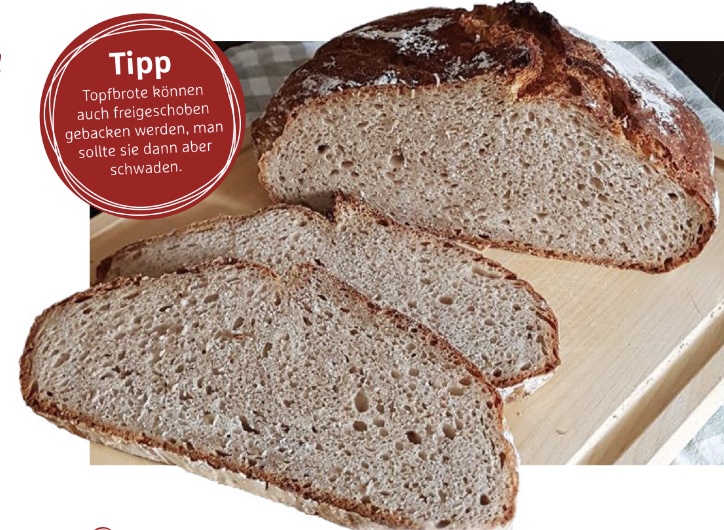 Tipp
Topfbrote können
auch freigeschoben
gebacken werden, man
sollte sie dann aber
schwaden.